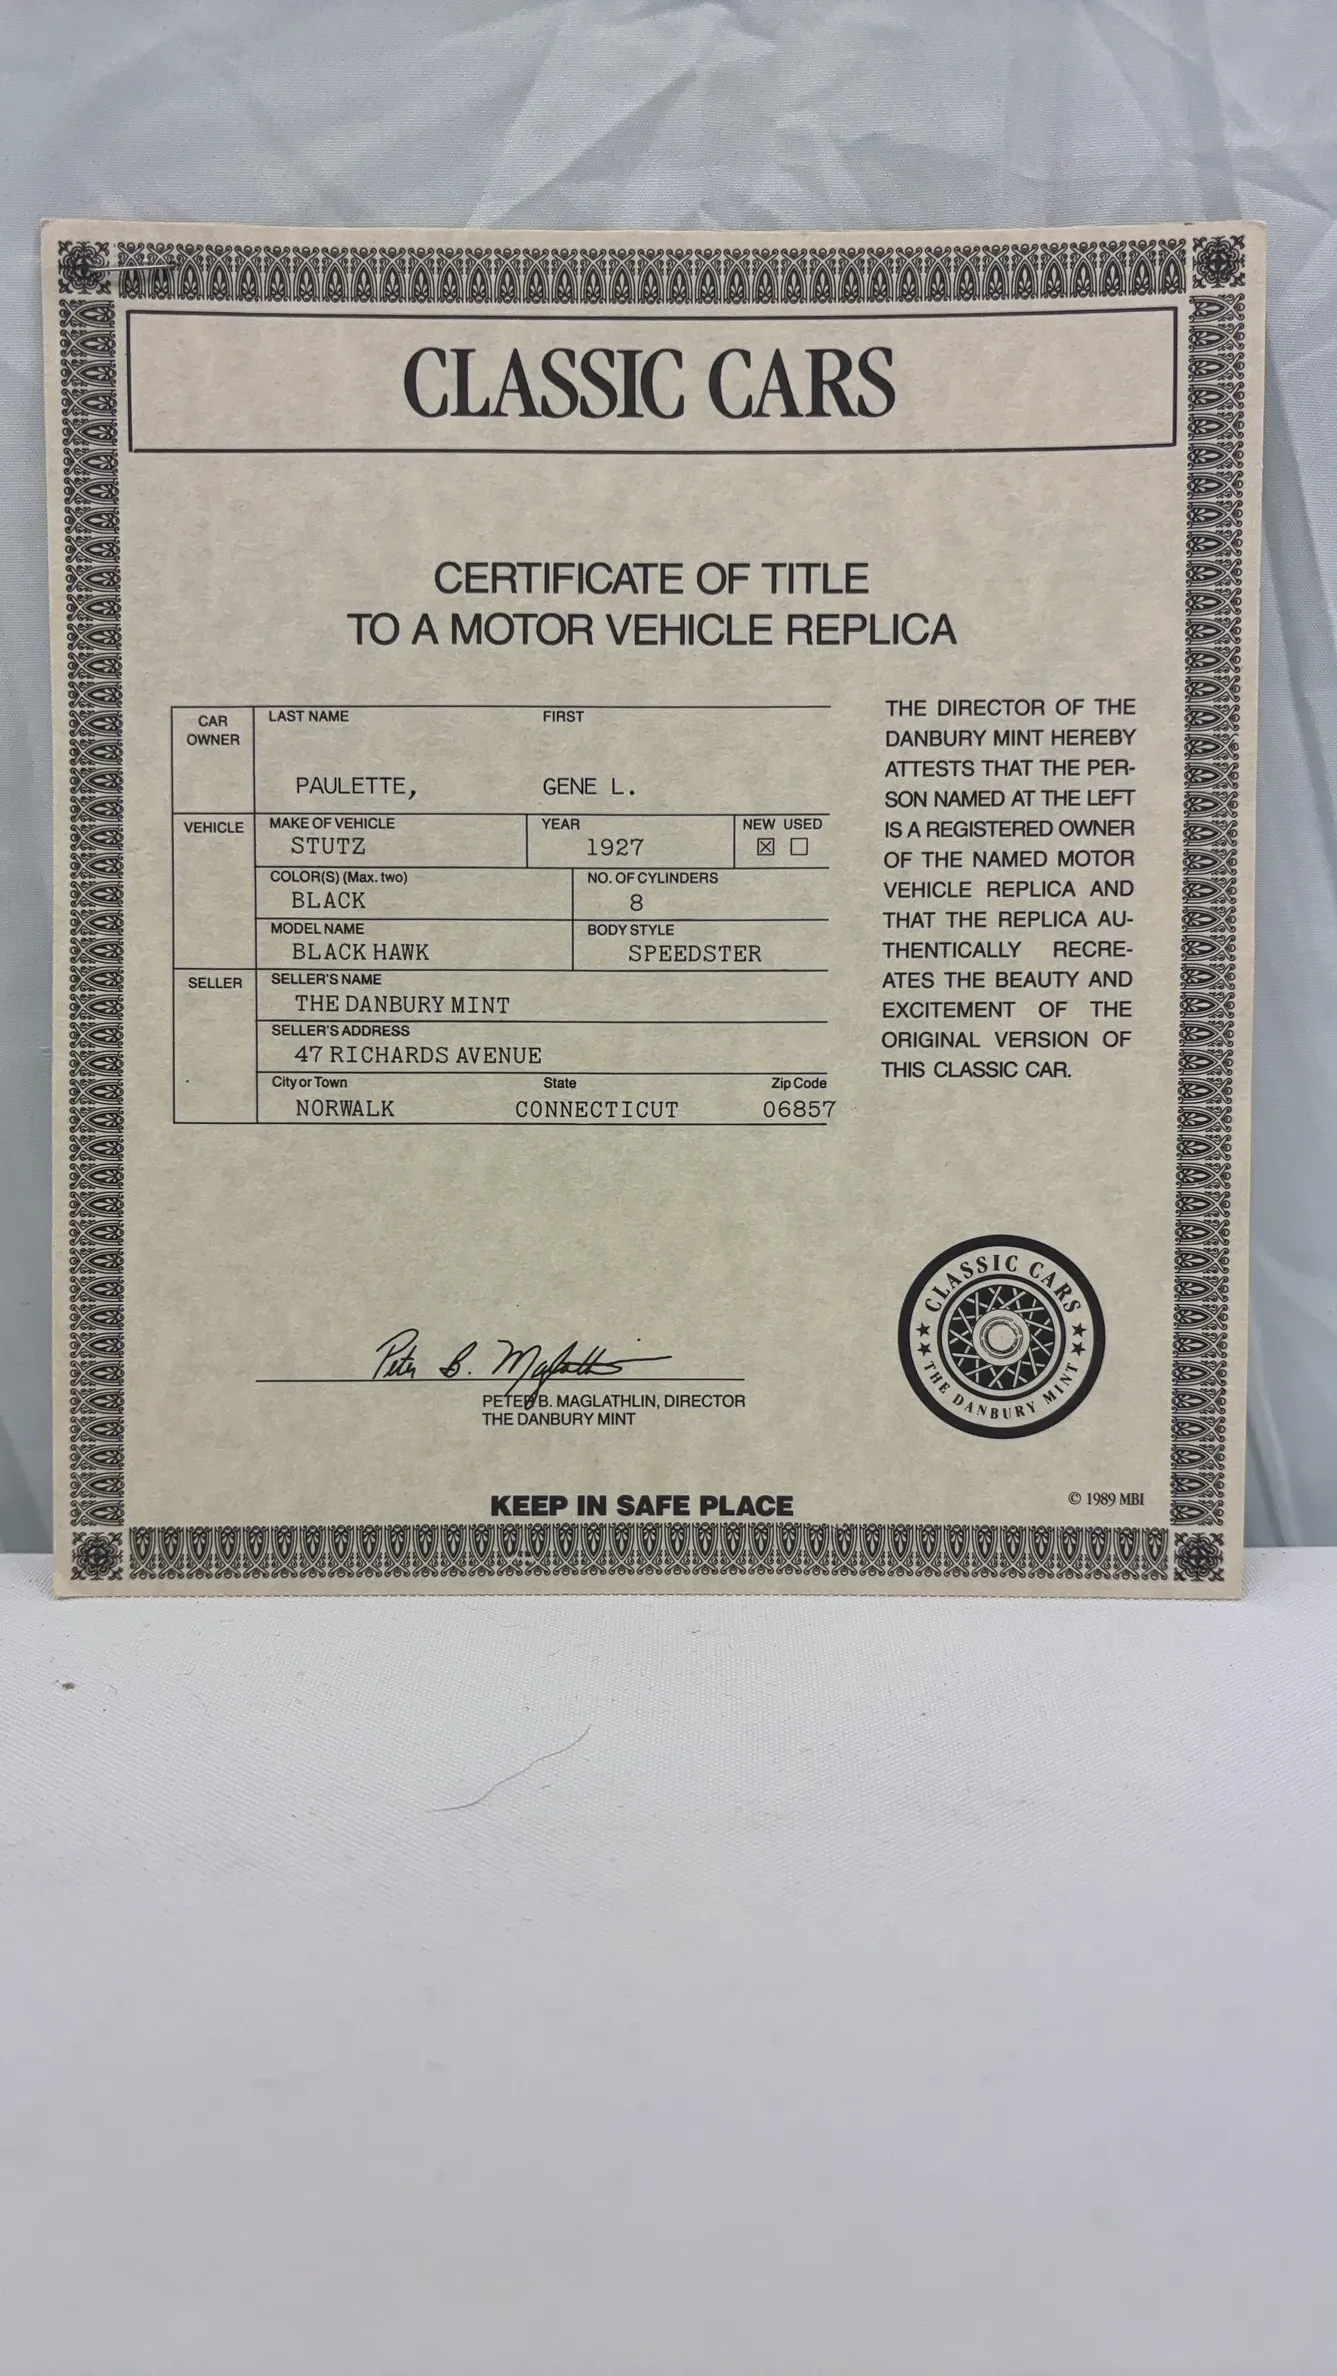 CLASSIC CARS
CERTIFICATE OF TITLE
TO A MOTOR VEHICLE REPLICA
CAR OWNER
LAST NAME FIRST
PAULETTE, GENE L.
VEHICLE
MAKE OF VEHICLE YEAR NEW USED
STUTZ 1927 ☒ ☐
COLOR(S) (Max. two) NO. OF CYLINDERS
BLACK 8
MODEL NAME BODY STYLE
BLACK HAWK SPEEDSTER
SELLER
SELLER'S NAME
THE DANBURY MINT
SELLER'S ADDRESS
47 RICHARDS AVENUE
City or Town State Zip Code
NORWALK CONNECTICUT 06857
THE DIRECTOR OF THE
DANBURY MINT HEREBY
ATTESTS THAT THE PER-
SON NAMED AT THE LEFT
IS A REGISTERED OWNER
OF THE NAMED MOTOR
VEHICLE REPLICA AND
THAT THE REPLICA AU-
THENTICALLY RECRE-
ATES THE BEAUTY AND
EXCITEMENT OF THE
ORIGINAL VERSION OF
THIS CLASSIC CAR.
Peter B. Maglathlin
PETER B. MAGLATHLIN, DIRECTOR
THE DANBURY MINT
CLASSIC CARS
THE DANBURY MINT
KEEP IN SAFE PLACE
© 1989 MBI